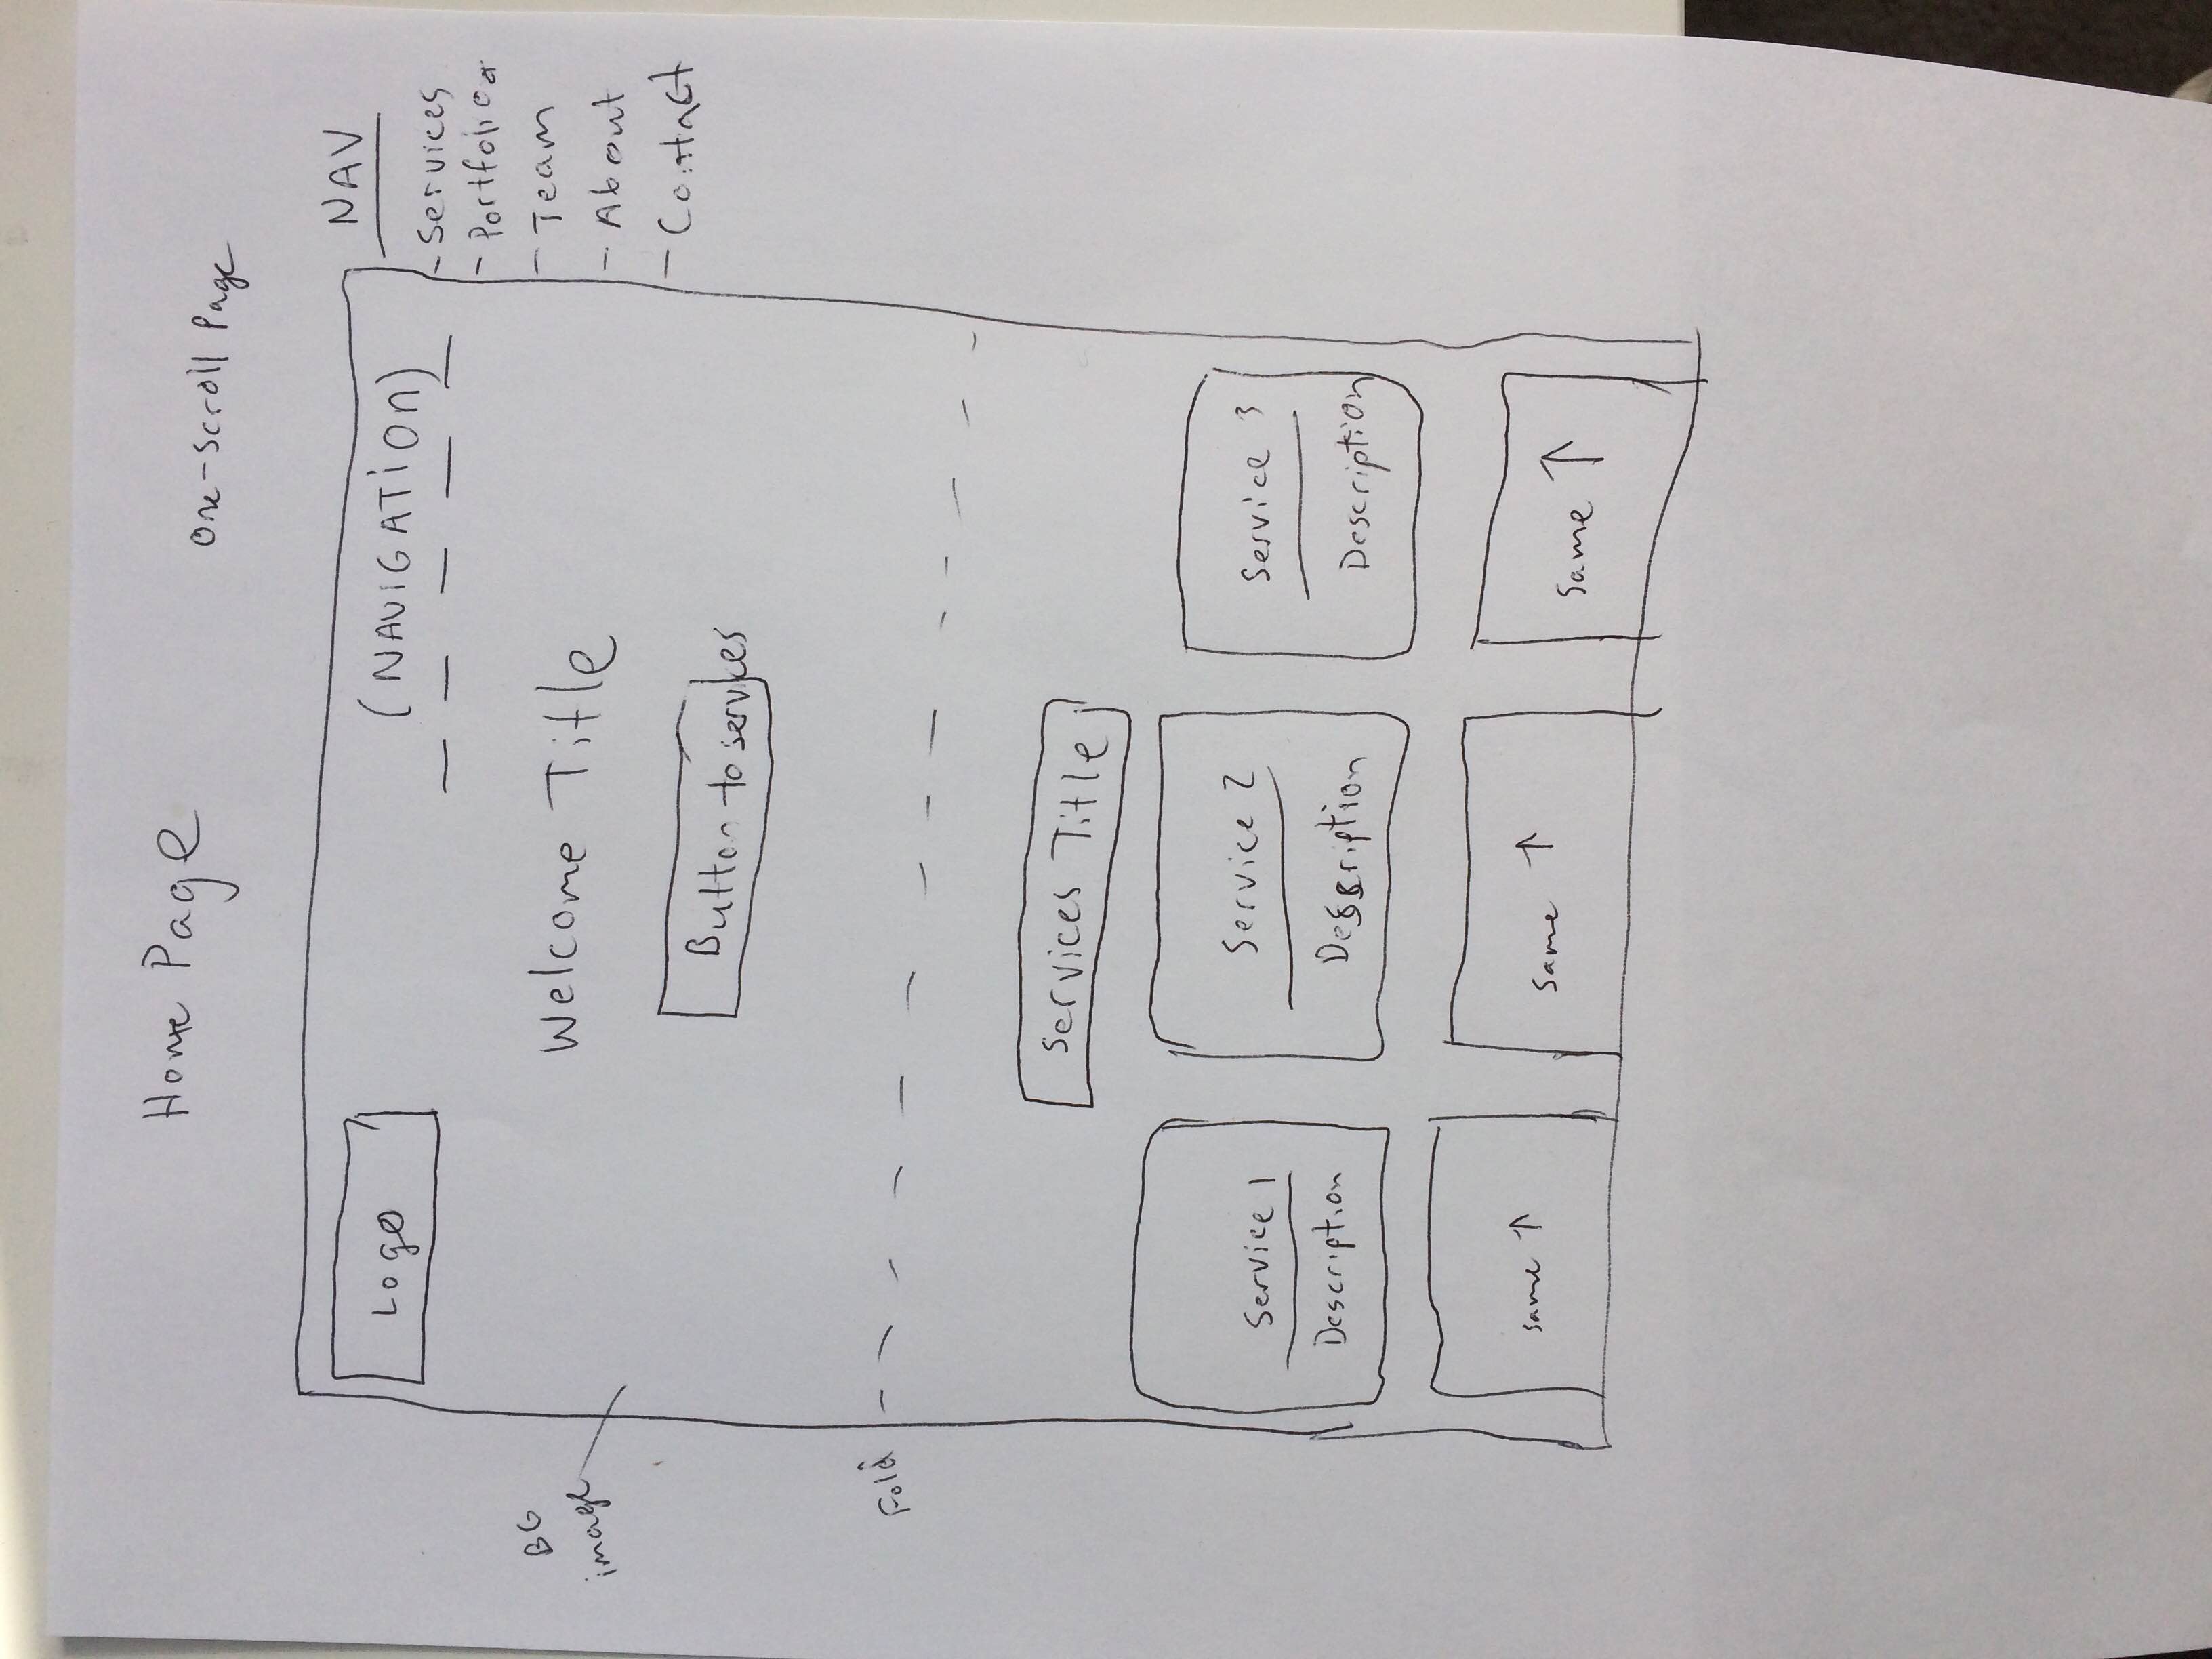 Home Page
one-scroll Page
Logo
(NAVIGATION)
NAV
- Services
- Portfolio
- Team
- About
- Contact
BG
image
Welcome Title
Button to services
Fold
Services Title
Service 1
Description
Service 2
Description
Service 3
Description
same ↑
same ↑
same ↑